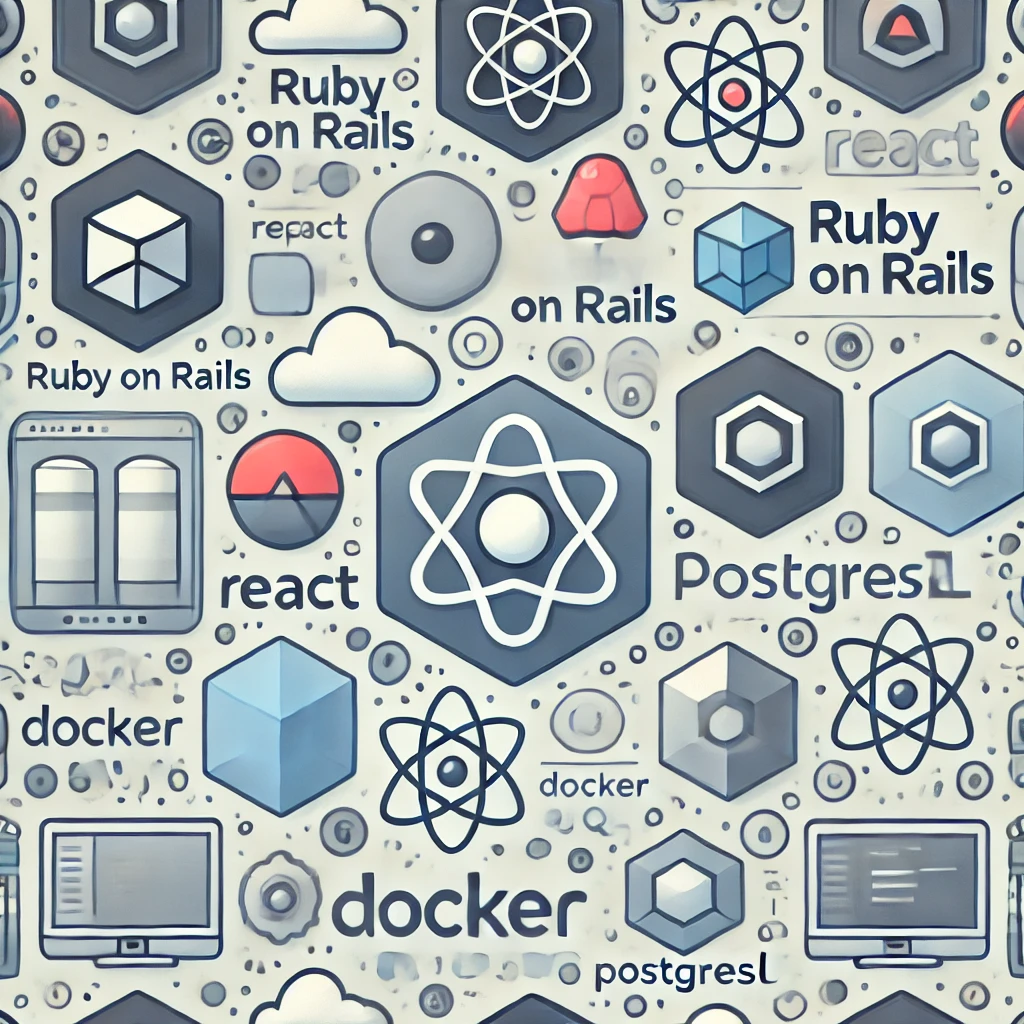 Ruby
on Rails
react
repact
Ruby
on Rails
on Rails
Ruby on Rails
react
PostgresL
docker
docker
docker
postgresl